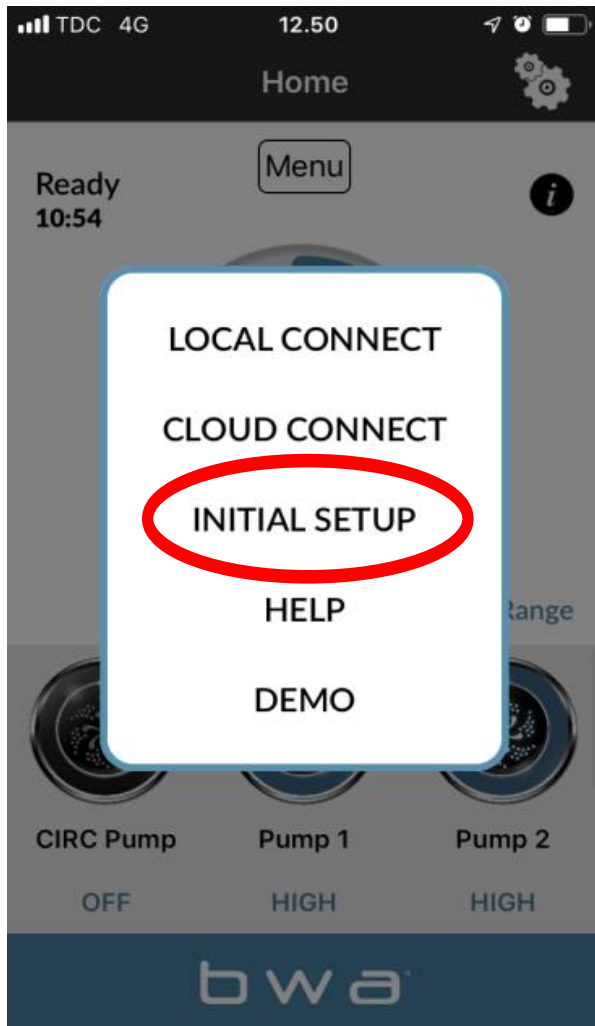 TDC 4G 12.50
Home
Menu
Ready
10:54
i
LOCAL CONNECT
CLOUD CONNECT
INITIAL SETUP
HELP
Range
DEMO
CIRC Pump Pump 1 Pump 2
OFF HIGH HIGH
bwa